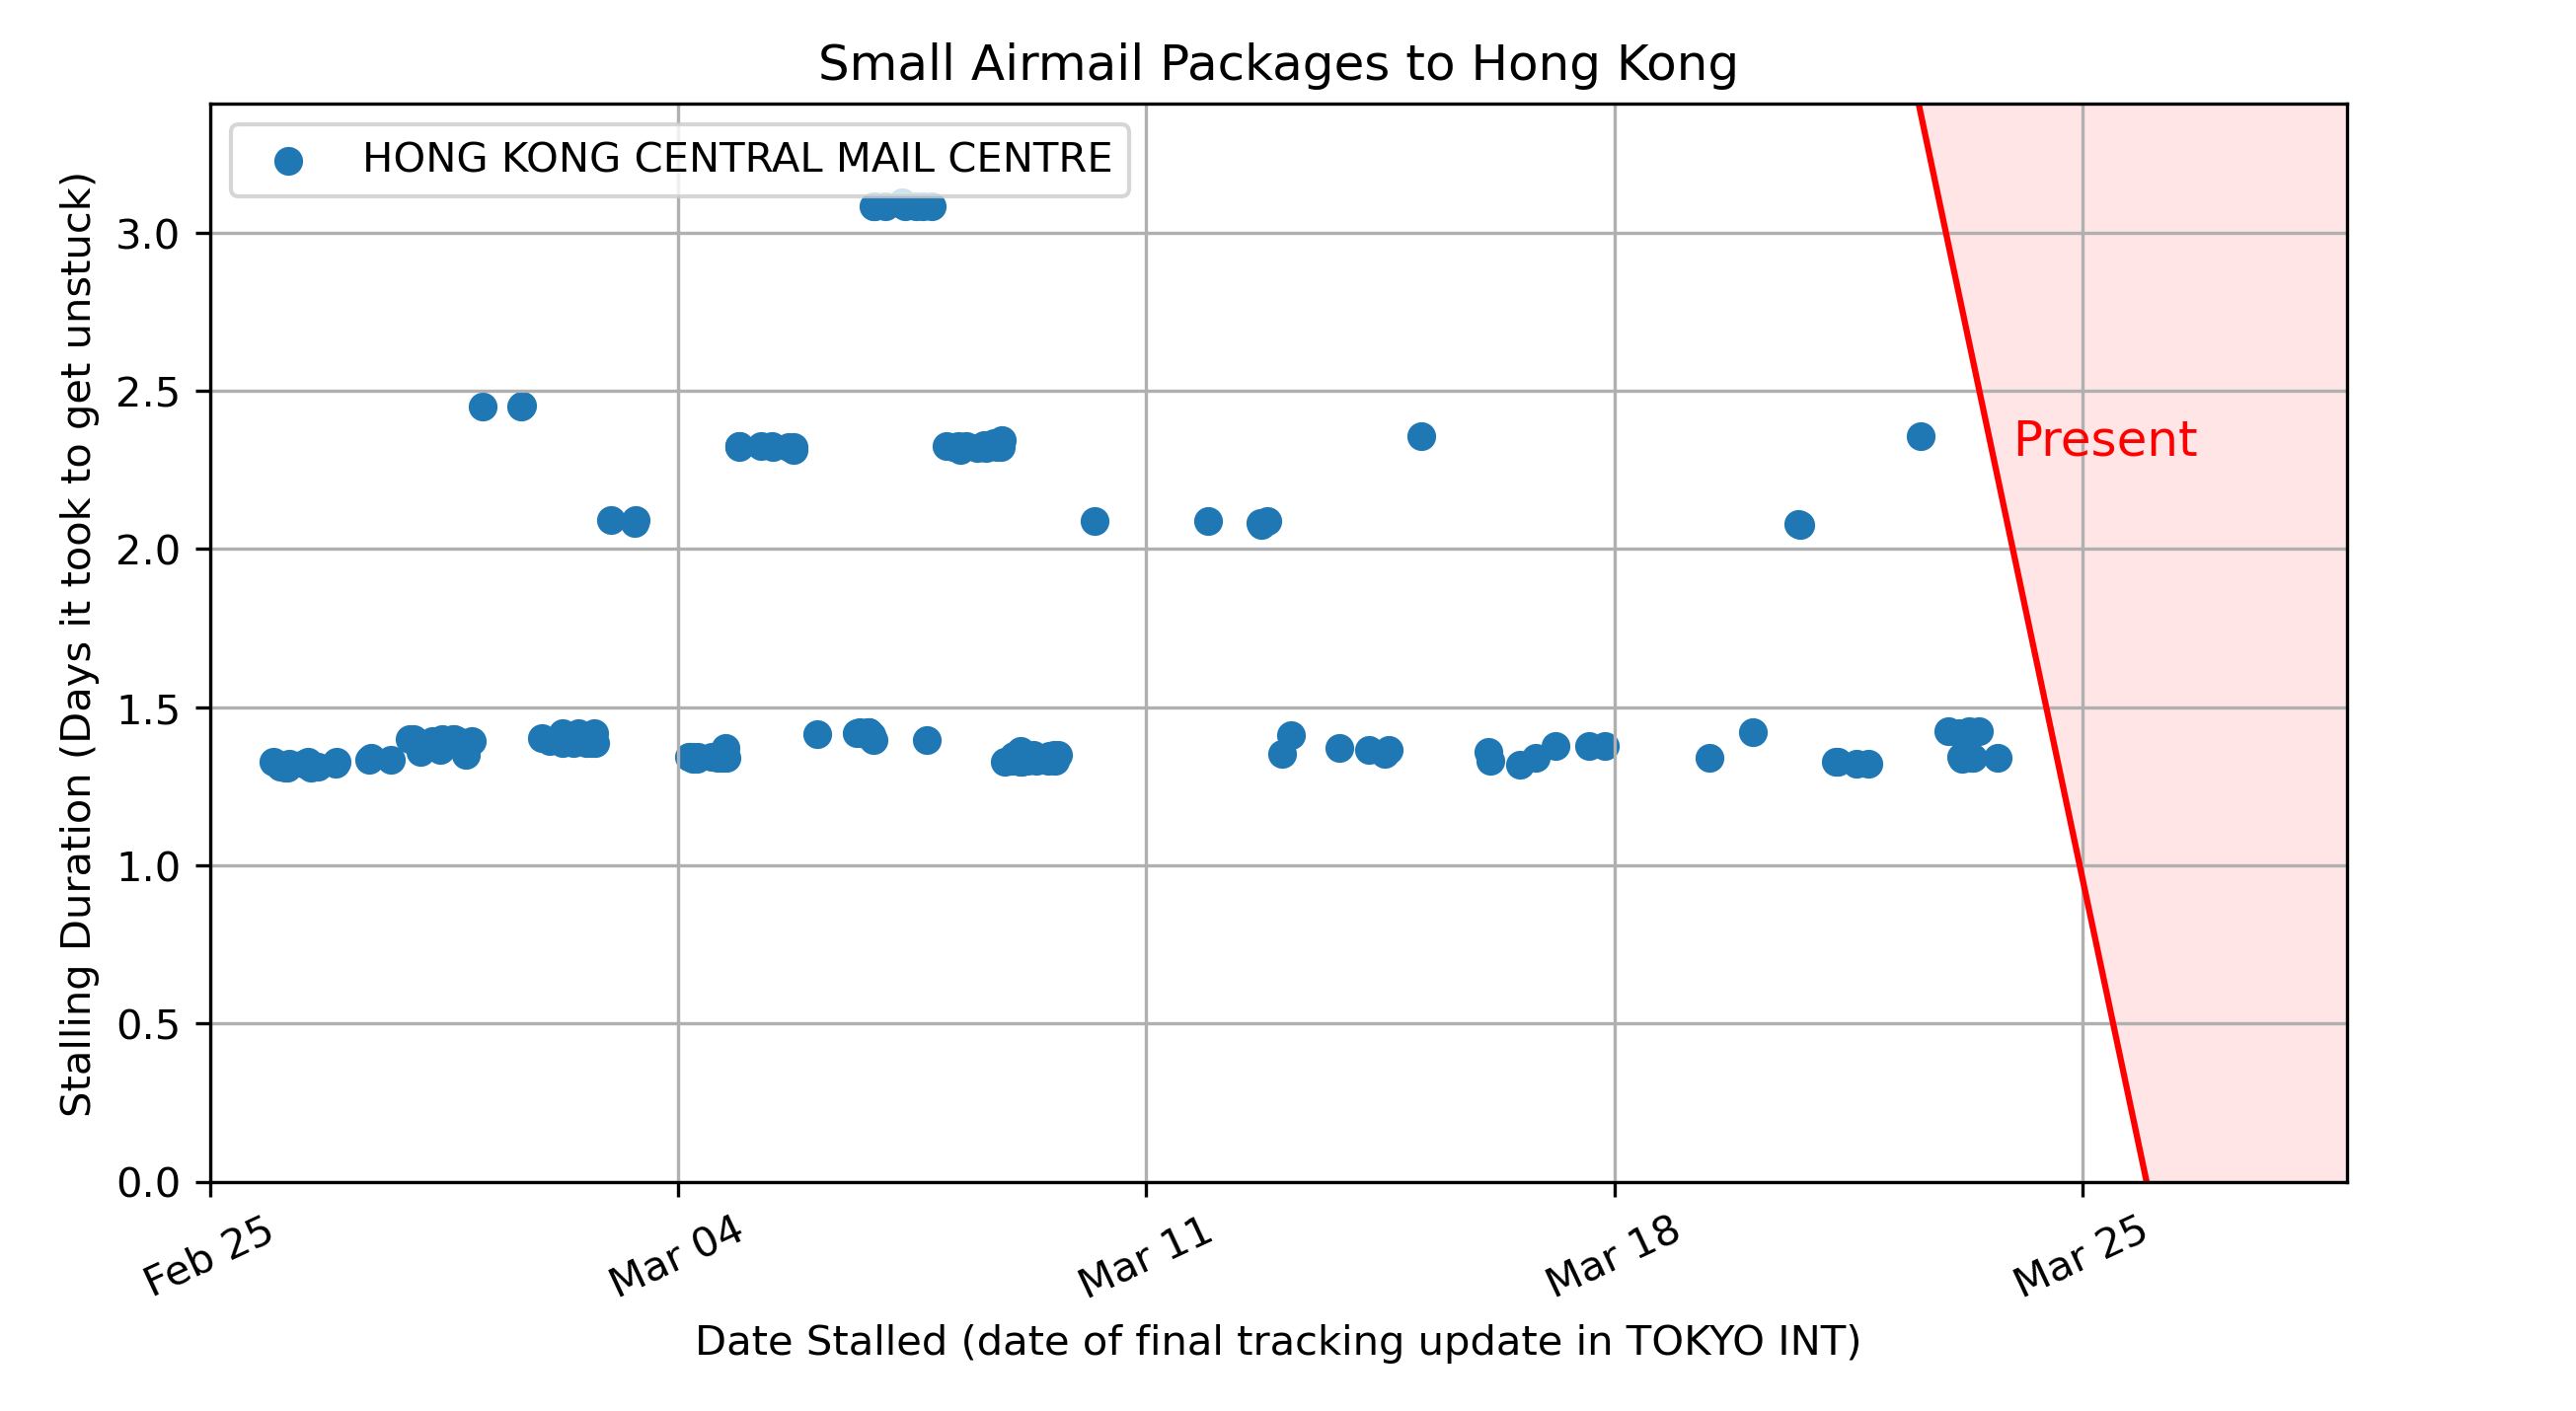 Small Airmail Packages to Hong Kong
HONG KONG CENTRAL MAIL CENTRE
Stalling Duration (Days it took to get unstuck)
3.0
2.5
2.0
1.5
1.0
0.5
0.0
Present
Feb 25
Mar 04
Mar 11
Mar 18
Mar 25
Date Stalled (date of final tracking update in TOKYO INT)